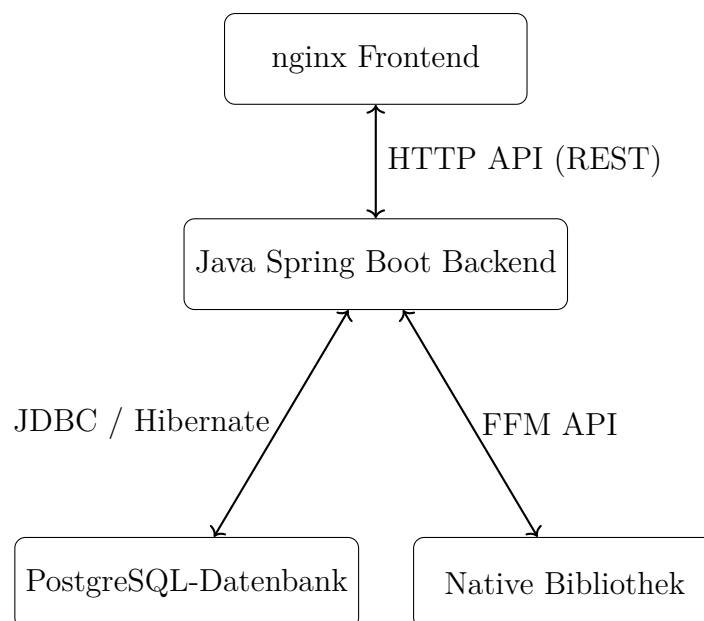 nginx Frontend
HTTP API (REST)
Java Spring Boot Backend
JDBC / Hibernate
FFM API
PostgreSQL-Datenbank
Native Bibliothek